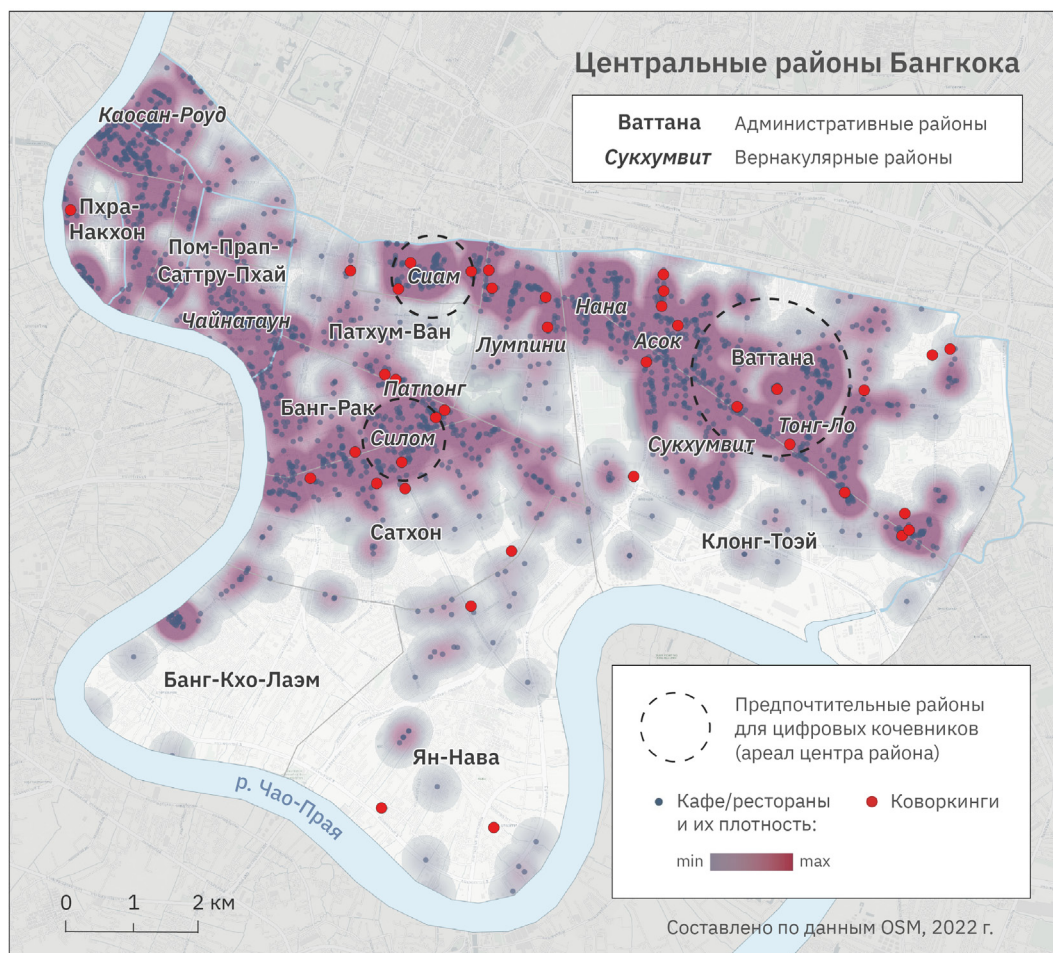 Центральные районы Бангкока
Ваттана Административные районы
Сукхумвит Вернакулярные районы
Каосан-Роуд
Пхра-
Накхон
Пом-Прап-
Саттру-Пхай
Чайнатаун
Сиам
Патхум-Ван
Лумпини
Нана
Асок
Ваттана
Патпонг
Банг-Рак
Силом
Тонг-Ло
Сукхумвит
Сатхон
Клонг-Тоэй
Банг-Кхо-Лаэм
Ян-Нава
р. Чао-Прая
Предпочтительные районы
для цифровых кочевников
(ареал центра района)
Кафе/рестораны
и их плотность:
Коворкинги
min max
0 1 2 км
Составлено по данным OSM, 2022 г.